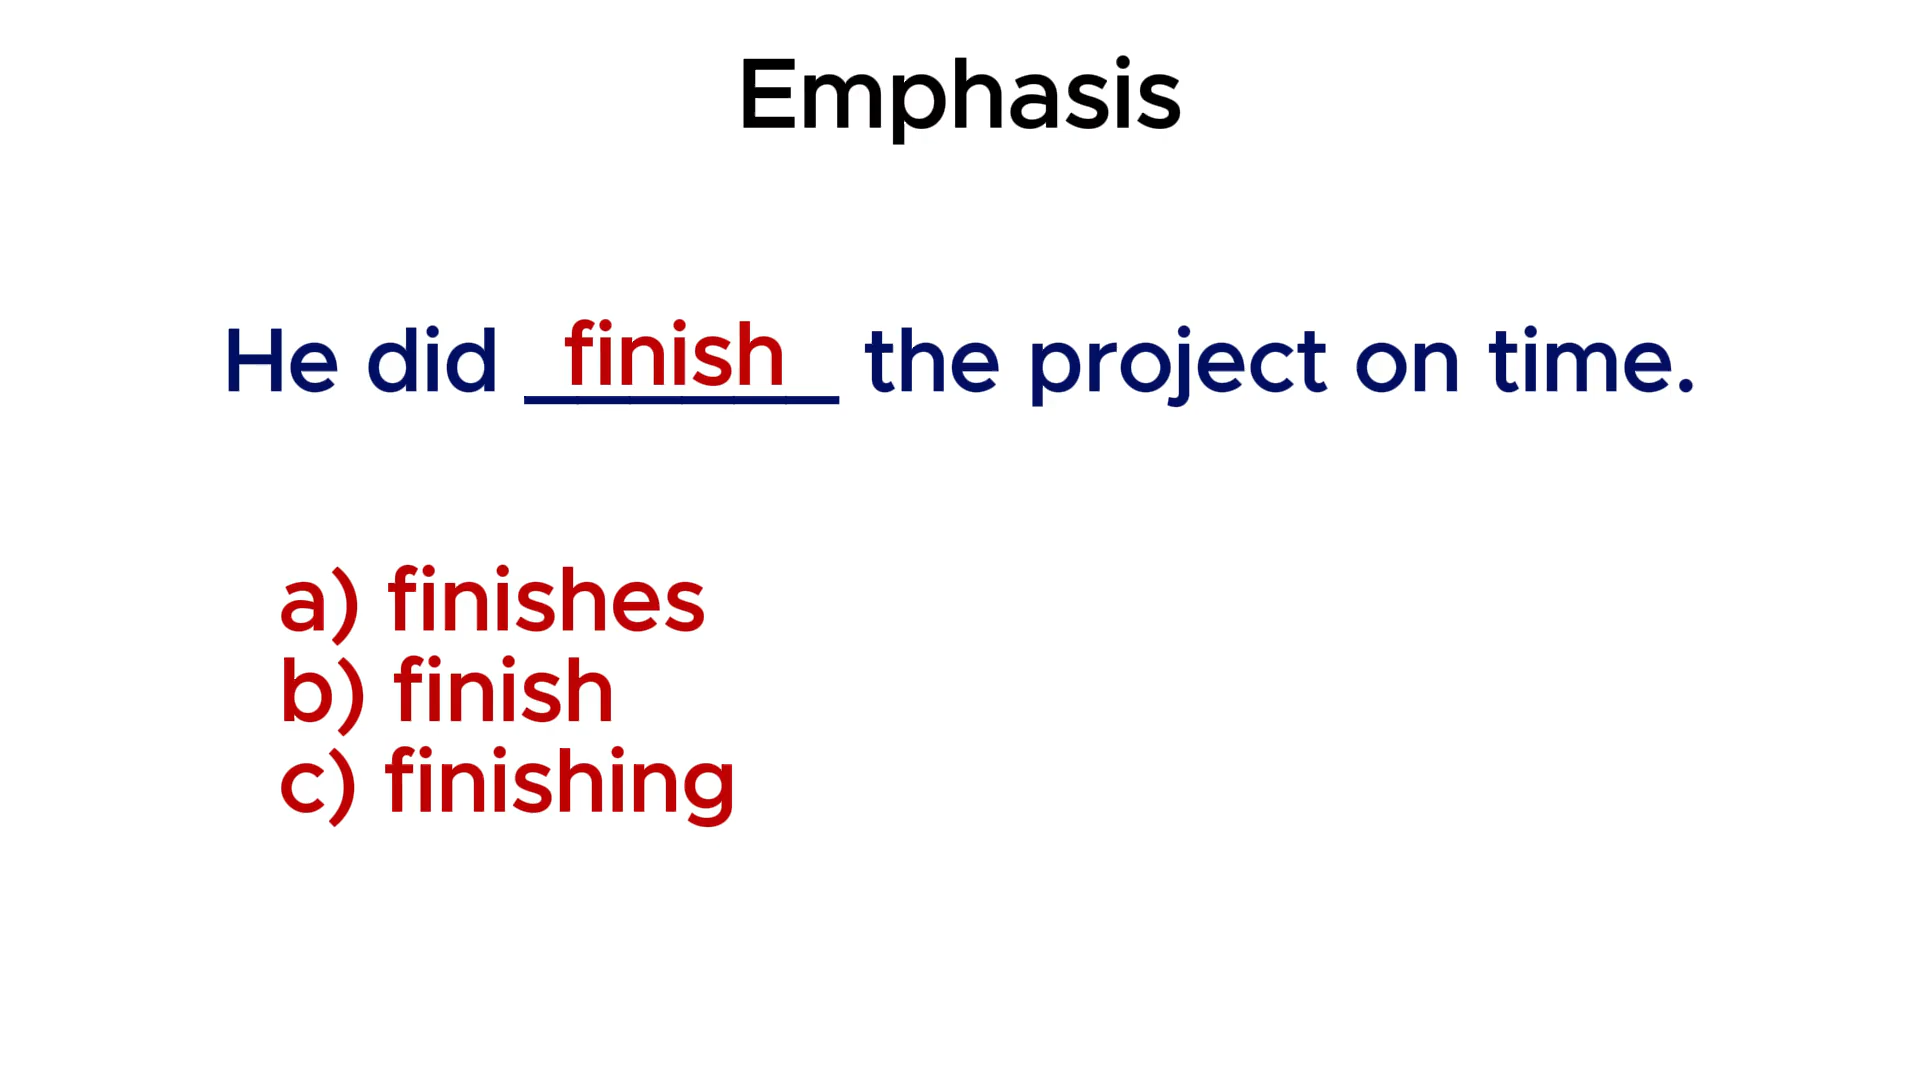 Emphasis
He did finish the project on time.
a) finishes
b) finish
c) finishing